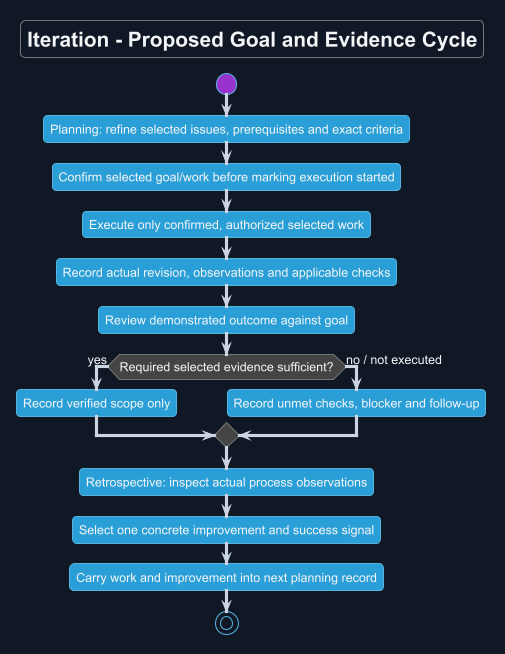 Iteration - Proposed Goal and Evidence Cycle
Planning: refine selected issues, prerequisites and exact criteria
Confirm selected goal/work before marking execution started
Execute only confirmed, authorized selected work
Record actual revision, observations and applicable checks
Review demonstrated outcome against goal
Required selected evidence sufficient?
yes
no / not executed
Record verified scope only
Record unmet checks, blocker and follow-up
Retrospective: inspect actual process observations
Select one concrete improvement and success signal
Carry work and improvement into next planning record